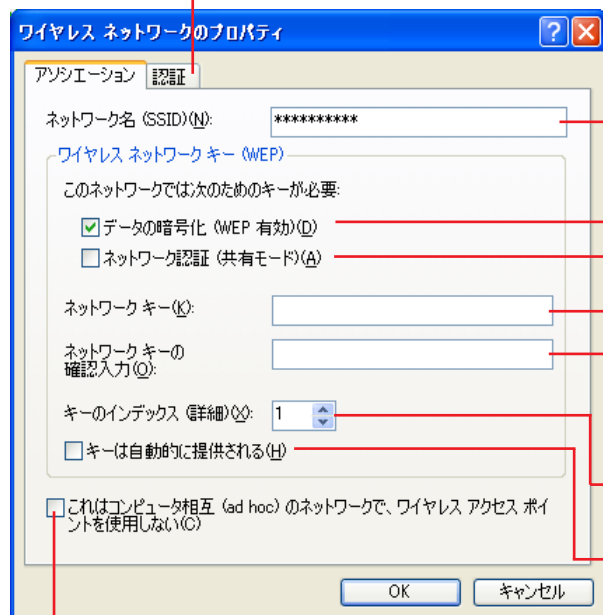 ワイヤレス ネットワークのプロパティ
アソシエーション 認証
ネットワーク名 (SSID)(N): **********
ワイヤレス ネットワーク キー (WEP)
このネットワークでは次のためのキーが必要:
データの暗号化 (WEP 有効)(D)
ネットワーク認証 (共有モード)(A)
ネットワーク キー(K):
ネットワーク キーの
確認入力(O):
キーのインデックス (詳細)(X): 1
キーは自動的に提供される(H)
これはコンピュータ相互 (ad hoc) のネットワークで、ワイヤレス アクセス ポイ
ントを使用しない(C)
OK キャンセル